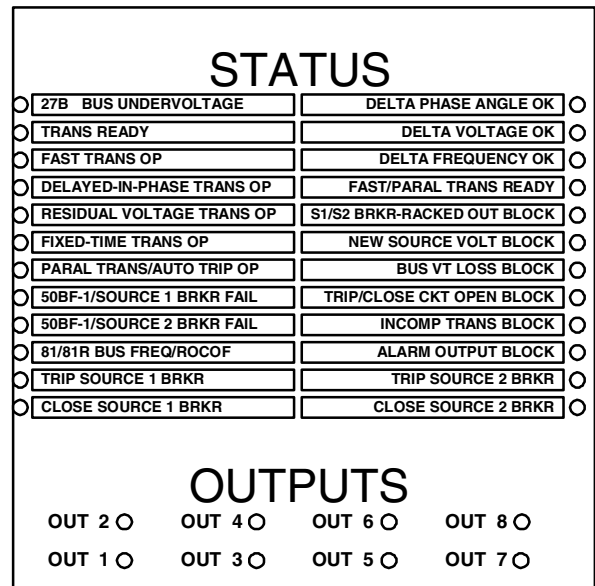 STATUS
27B BUS UNDERVOLTAGE DELTA PHASE ANGLE OK
TRANS READY DELTA VOLTAGE OK
FAST TRANS OP DELTA FREQUENCY OK
DELAYED-IN-PHASE TRANS OP FAST/PARAL TRANS READY
RESIDUAL VOLTAGE TRANS OP S1/S2 BRKR-RACKED OUT BLOCK
FIXED-TIME TRANS OP NEW SOURCE VOLT BLOCK
PARAL TRANS/AUTO TRIP OP BUS VT LOSS BLOCK
50BF-1/SOURCE 1 BRKR FAIL TRIP/CLOSE CKT OPEN BLOCK
50BF-1/SOURCE 2 BRKR FAIL INCOMP TRANS BLOCK
81/81R BUS FREQ/ROCOF ALARM OUTPUT BLOCK
TRIP SOURCE 1 BRKR TRIP SOURCE 2 BRKR
CLOSE SOURCE 1 BRKR CLOSE SOURCE 2 BRKR
OUTPUTS
OUT 2 OUT 4 OUT 6 OUT 8
OUT 1 OUT 3 OUT 5 OUT 7